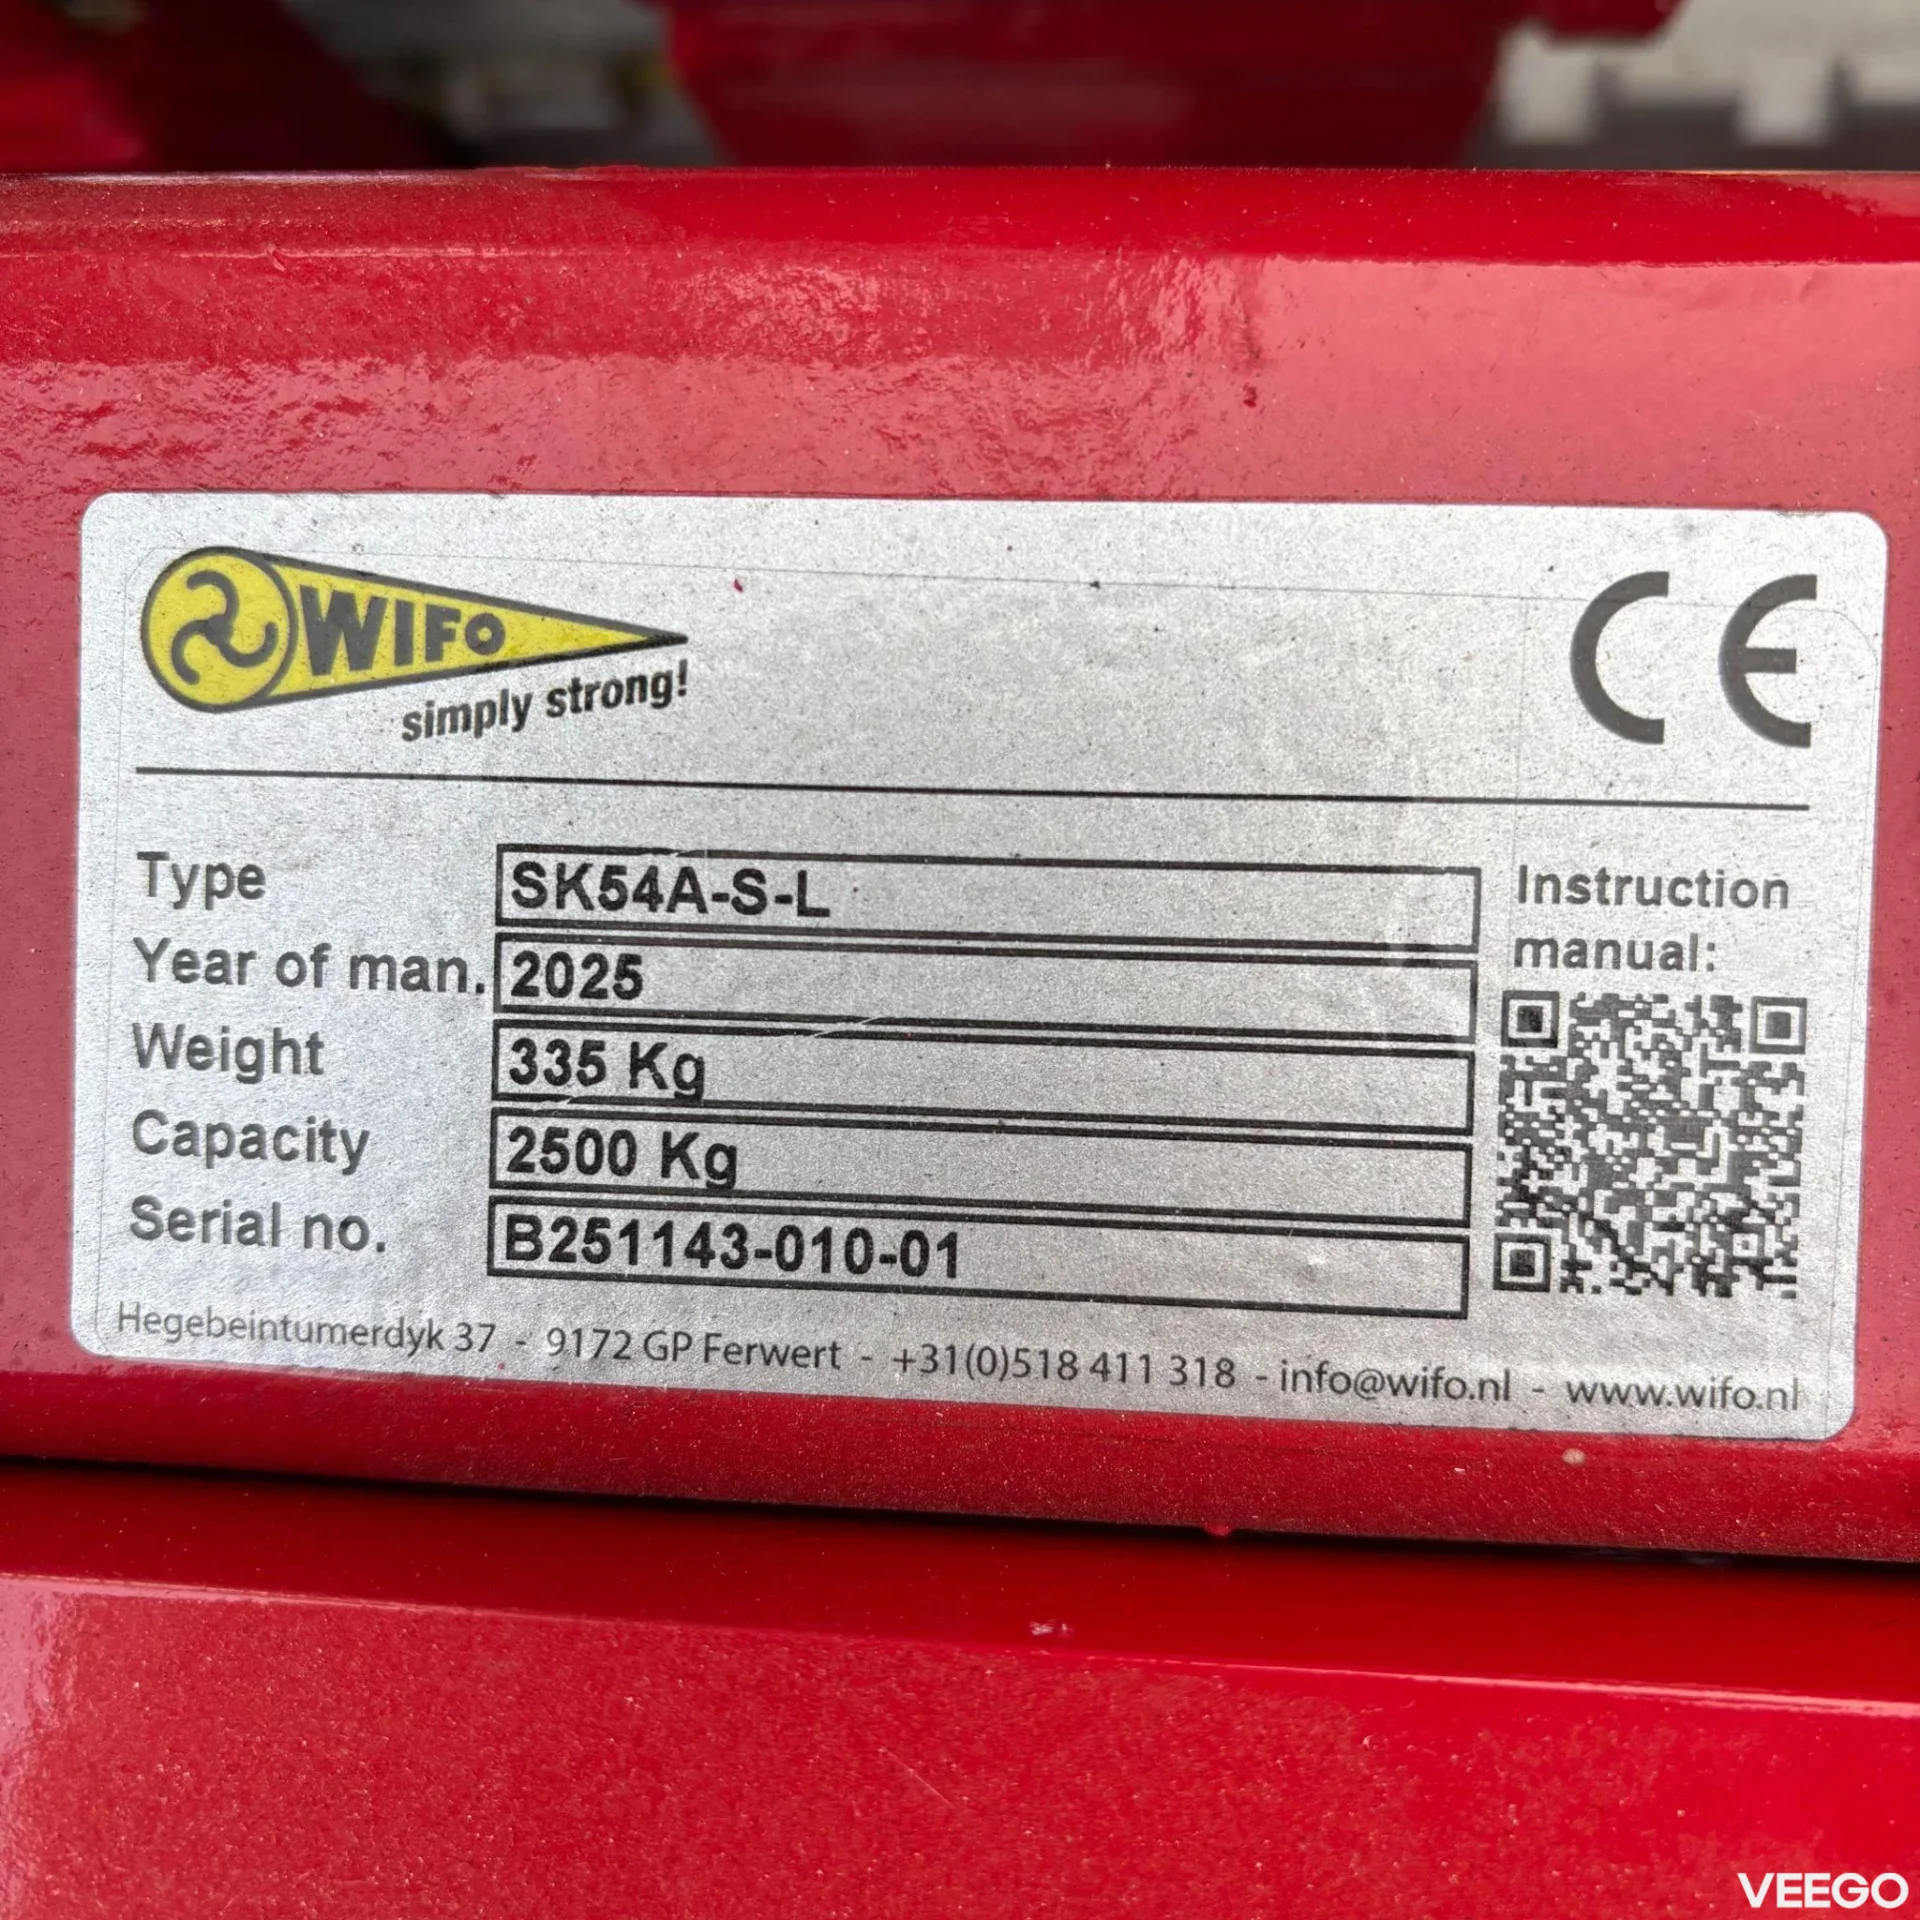 WIFO
simply strong!
CE
Type SK54A-S-L
Year of man. 2025
Weight 335 Kg
Capacity 2500 Kg
Serial no. B251143-010-01
Instruction
manual:
Hegebeintumerdyk 37 - 9172 GP Ferwert - +31(0)518 411 318 - info@wifo.nl - www.wifo.nl
VEEGO